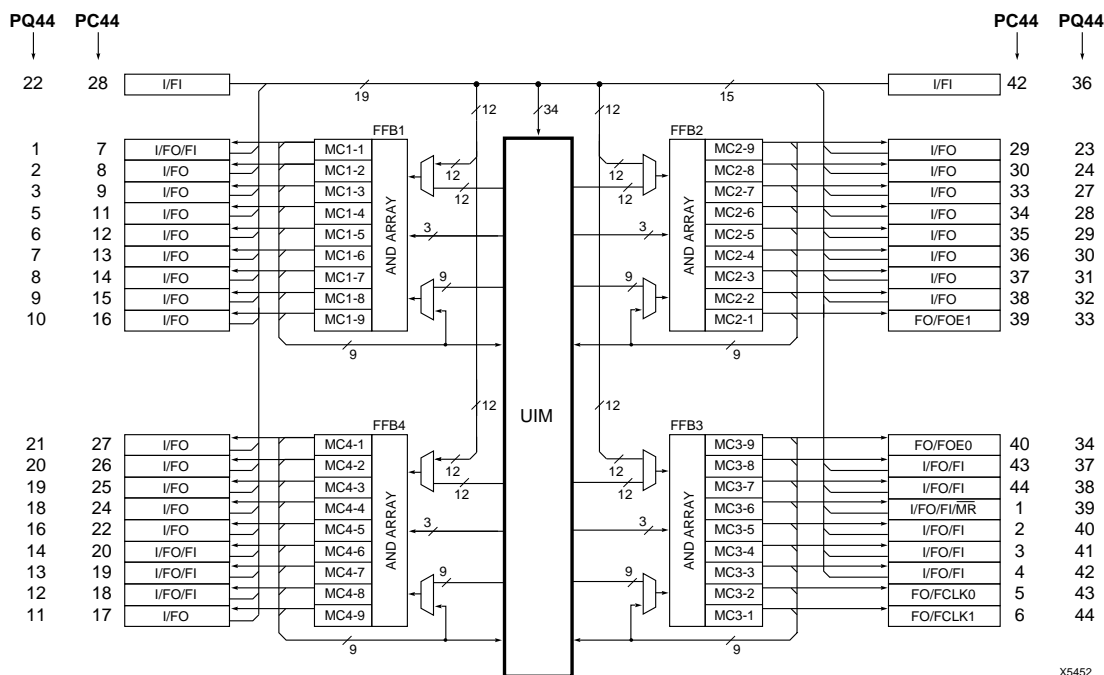 PQ44 PC44 PC44 PQ44
22 28 I/FI I/FI 42 36
19 15
12 34 12
FFB1 FFB2
1 7 I/FO/FI MC1-1 MC2-9 I/FO 29 23
2 8 I/FO MC1-2 12 12 MC2-8 I/FO 30 24
3 9 I/FO MC1-3 12 12 MC2-7 I/FO 33 27
5 11 I/FO MC1-4 MC2-6 I/FO 34 28
6 12 I/FO MC1-5 AND ARRAY 3 3 AND ARRAY MC2-5 I/FO 35 29
7 13 I/FO MC1-6 MC2-4 I/FO 36 30
8 14 I/FO MC1-7 9 9 MC2-3 I/FO 37 31
9 15 I/FO MC1-8 MC2-2 I/FO 38 32
10 16 I/FO MC1-9 MC2-1 FO/FOE1 39 33
9 9
12 UIM 12
FFB4 FFB3
21 27 I/FO MC4-1 MC3-9 FO/FOE0 40 34
20 26 I/FO MC4-2 12 12 MC3-8 I/FO/FI 43 37
19 25 I/FO MC4-3 12 12 MC3-7 I/FO/FI 44 38
18 24 I/FO MC4-4 MC3-6 I/FO/FI/MR 1 39
16 22 I/FO MC4-5 AND ARRAY 3 3 AND ARRAY MC3-5 I/FO/FI 2 40
14 20 I/FO/FI MC4-6 MC3-4 I/FO/FI 3 41
13 19 I/FO/FI MC4-7 9 9 MC3-3 I/FO/FI 4 42
12 18 I/FO/FI MC4-8 MC3-2 FO/FCLK0 5 43
11 17 I/FO MC4-9 MC3-1 FO/FCLK1 6 44
9 9
X5452